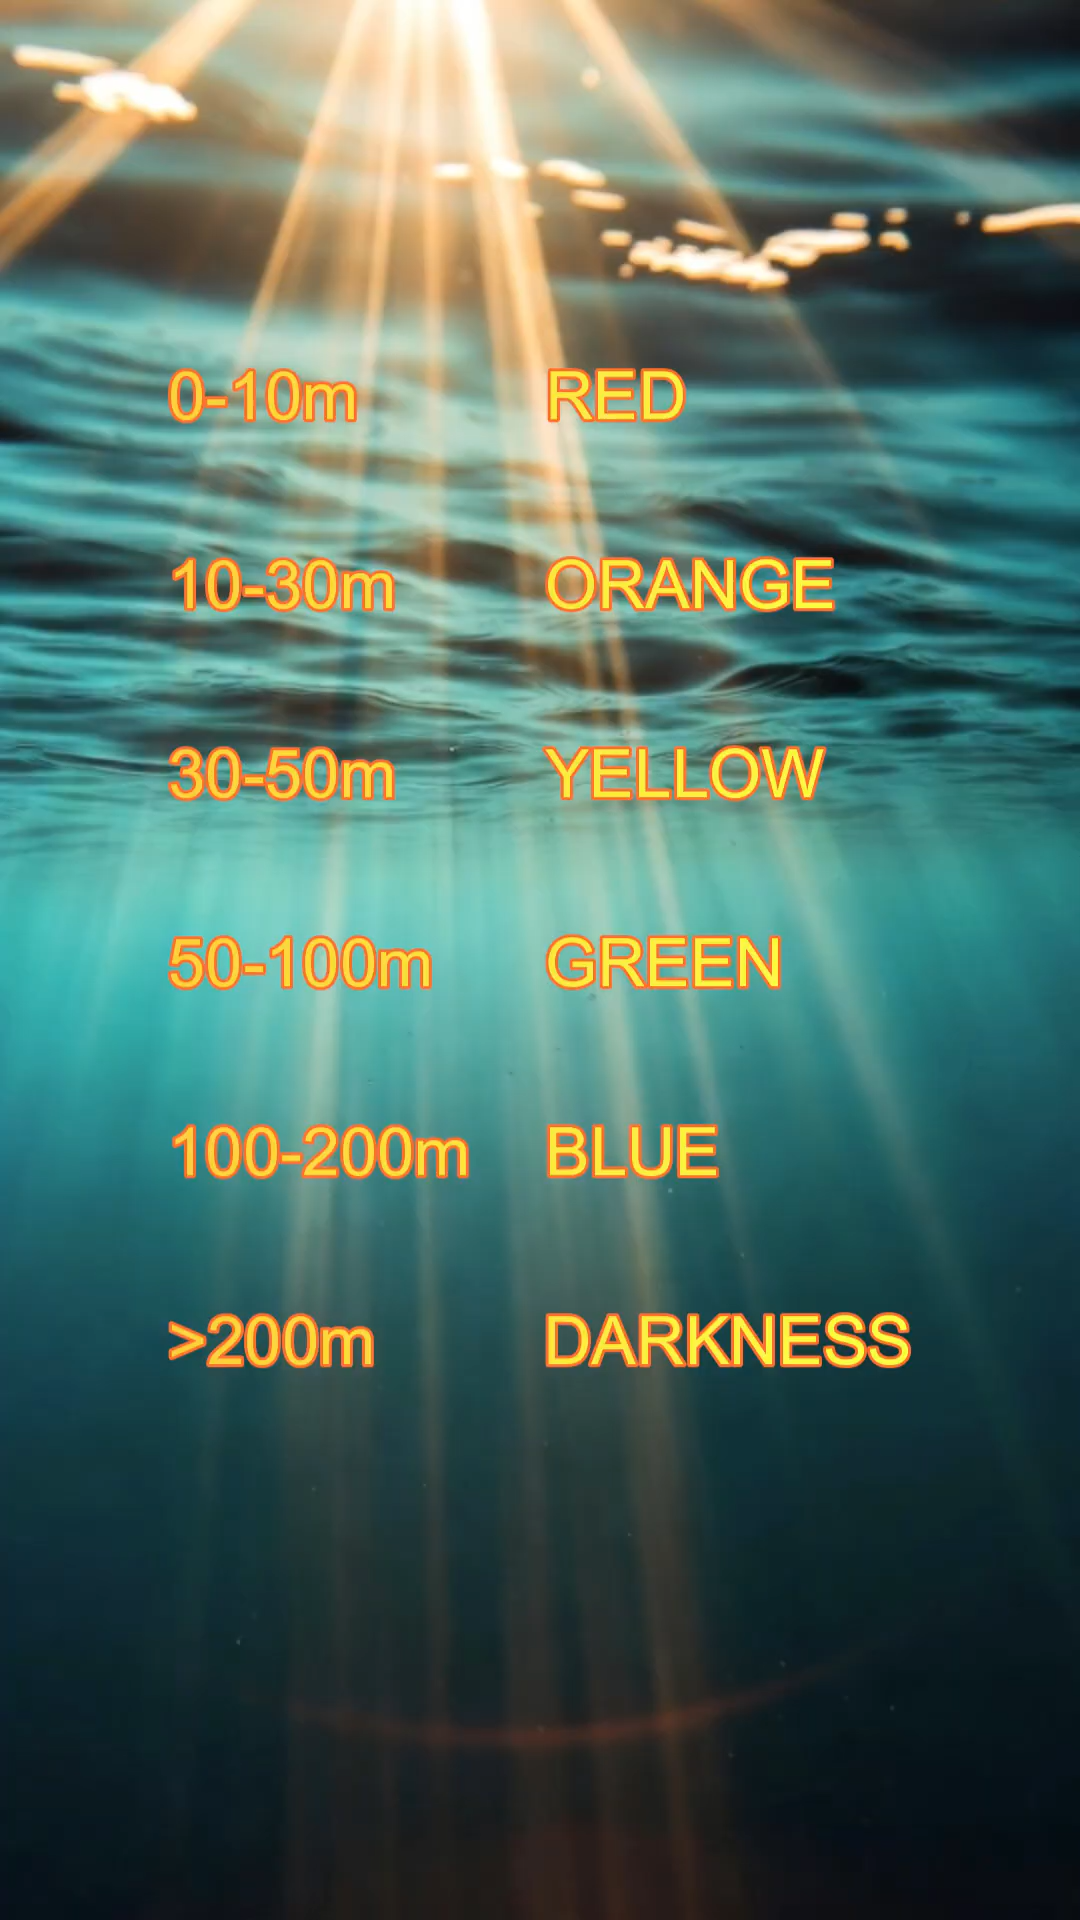 0-10m RED
10-30m ORANGE
30-50m YELLOW
50-100m GREEN
100-200m BLUE
>200m DARKNESS